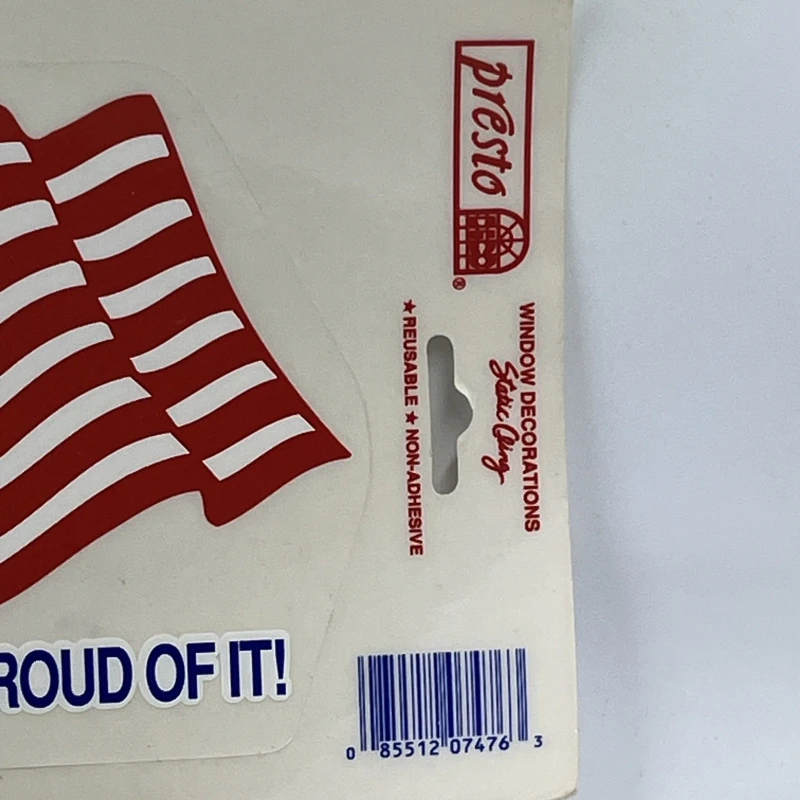 presto
®
WINDOW DECORATIONS
Static Cling
★ REUSABLE ★ NON-ADHESIVE
ROUD OF IT!
0 85512 07476 3